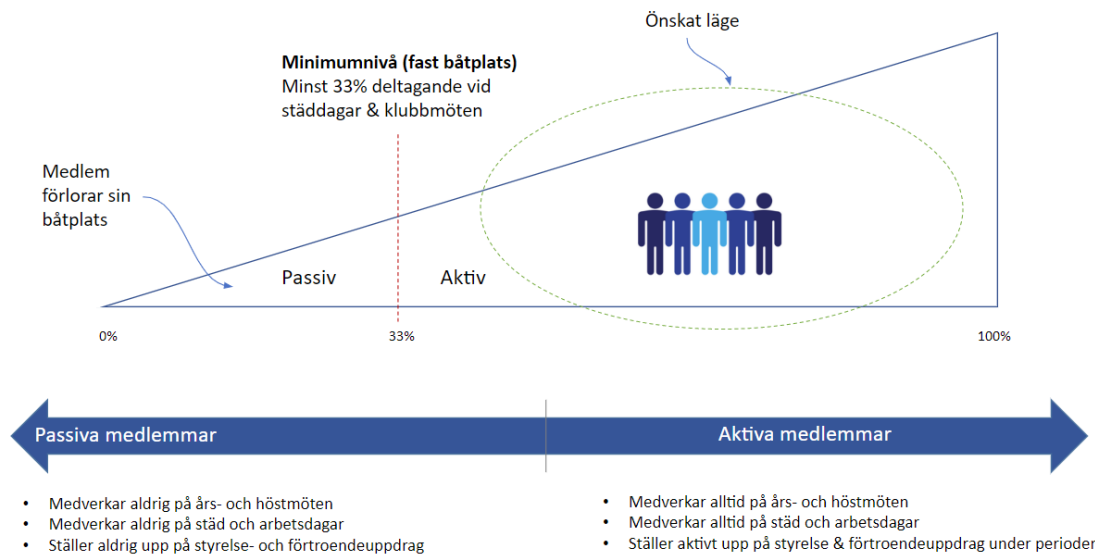 Önskat läge
Minimumnivå (fast båtplats)
Minst 33% deltagande vid
städdagar & klubbmöten
Medlem
förlorar sin
båtplats
Passiv
Aktiv
0%
33%
100%
Passiva medlemmar
Aktiva medlemmar
• Medverkar aldrig på års- och höstmöten
• Medverkar aldrig på städ och arbetsdagar
• Ställer aldrig upp på styrelse- och förtroendeuppdrag
• Medverkar alltid på års- och höstmöten
• Medverkar alltid på städ och arbetsdagar
• Ställer aktivt upp på styrelse & förtroendeuppdrag under perioder